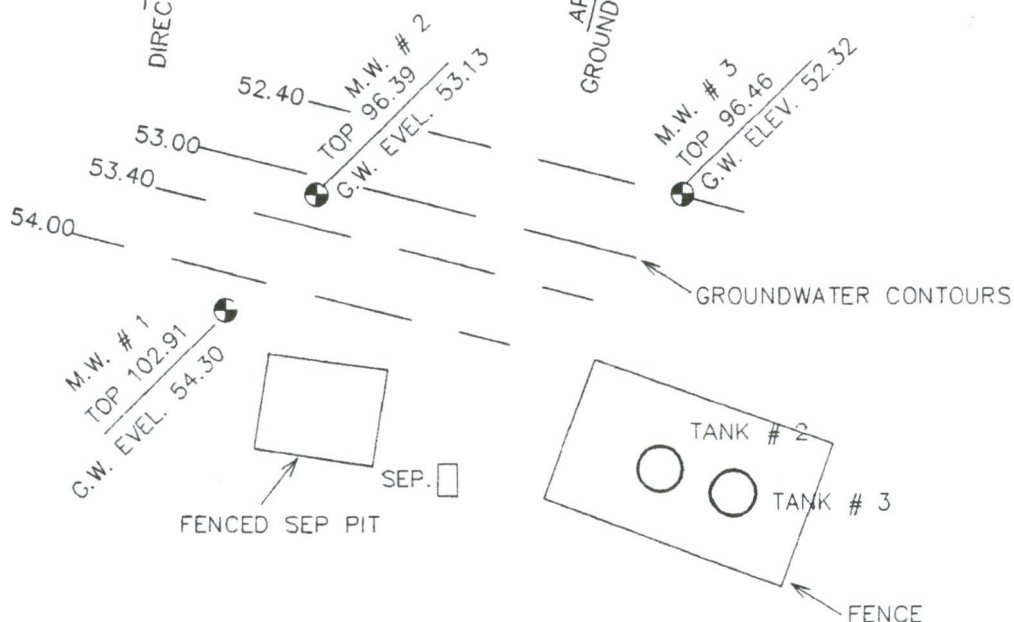 DIREC
GROUND
M.W. # 2
TOP 96.39
G.W. EVEL. 53.13
M.W. # 3
TOP 96.46
G.W. ELEV. 52.32
52.40
53.00
53.40
54.00
GROUNDWATER CONTOURS
M.W. # 1
TOP 102.91
G.W. EVEL. 54.30
TANK # 2
TANK # 3
SEP.
FENCED SEP PIT
FENCE